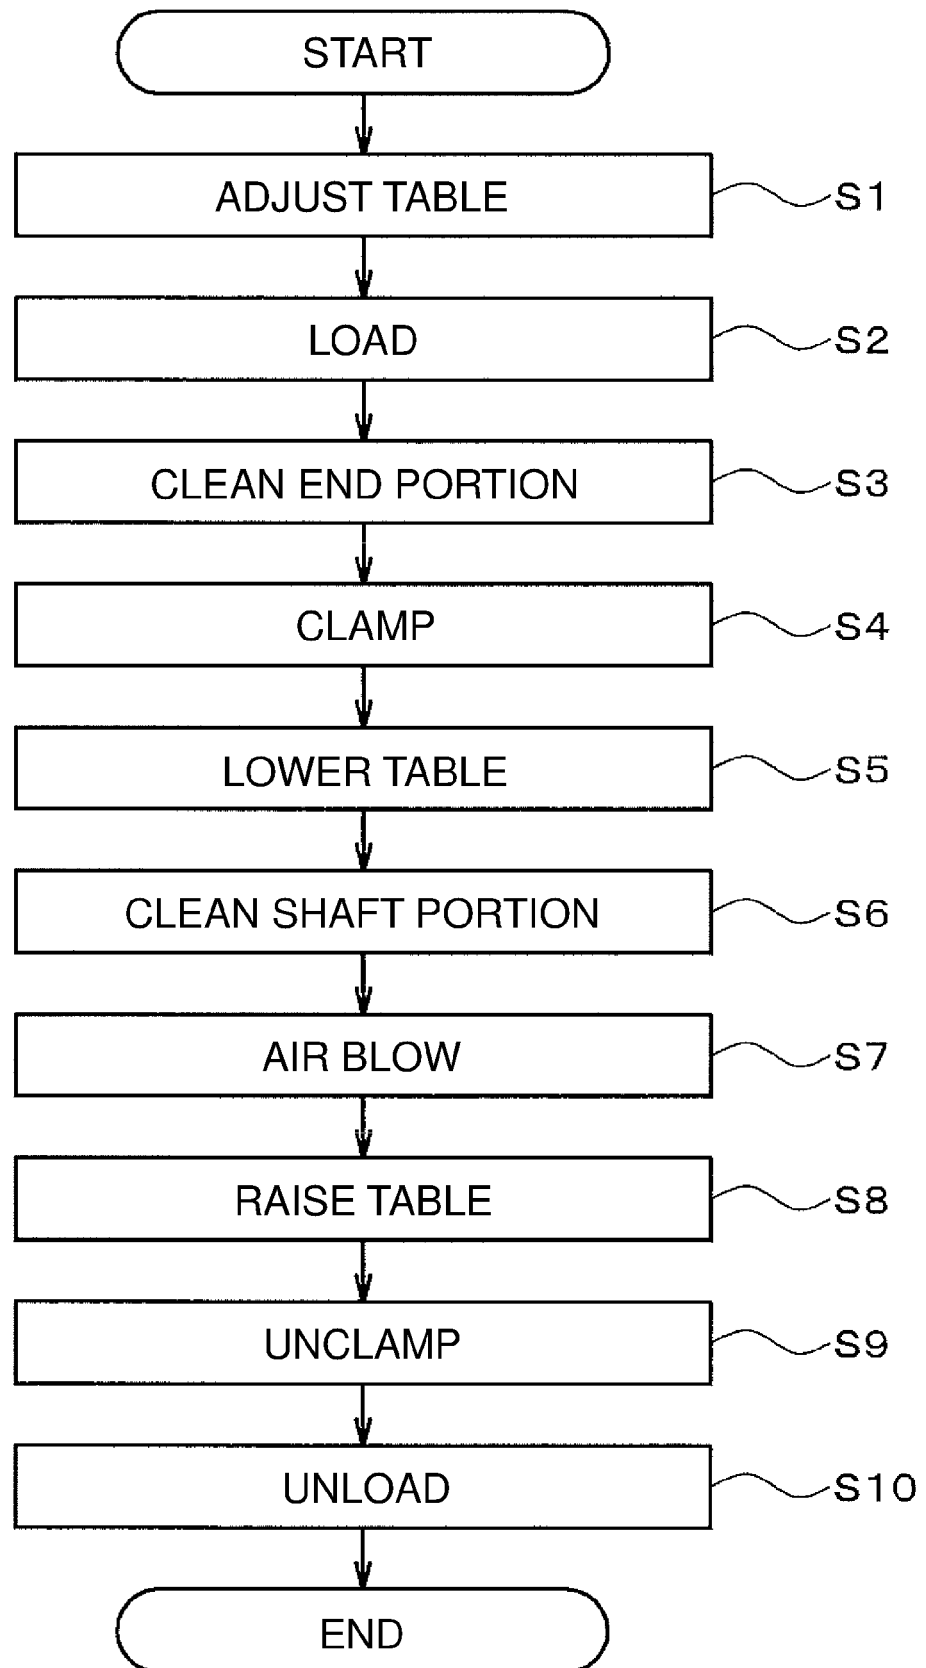 START
ADJUST TABLE S1
LOAD S2
CLEAN END PORTION S3
CLAMP S4
LOWER TABLE S5
CLEAN SHAFT PORTION S6
AIR BLOW S7
RAISE TABLE S8
UNCLAMP S9
UNLOAD S10
END